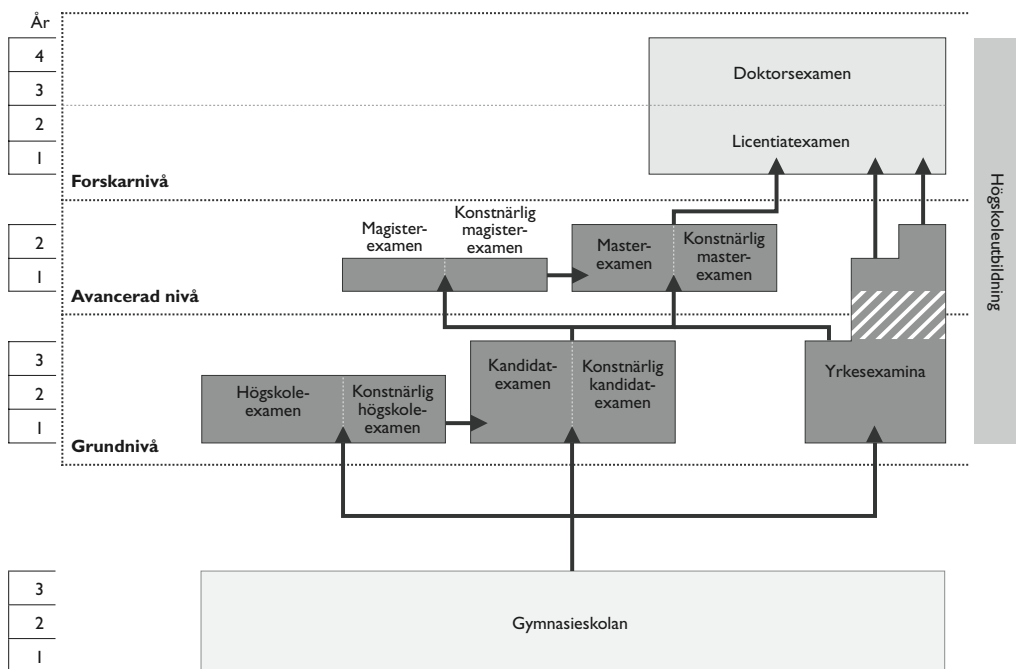 År
4
3
2
1
Doktorsexamen
Licentiatexamen
Forskarnivå
2
1
Magister-
examen
Konstnärlig
magister-
examen
Master-
examen
Konstnärlig
master-
examen
Avancerad nivå
3
2
1
Högskole-
examen
Konstnärlig
högskole-
examen
Kandidat-
examen
Konstnärlig
kandidat-
examen
Yrkesexamina
Grundnivå
Högskoleutbildning
3
2
1
Gymnasieskolan